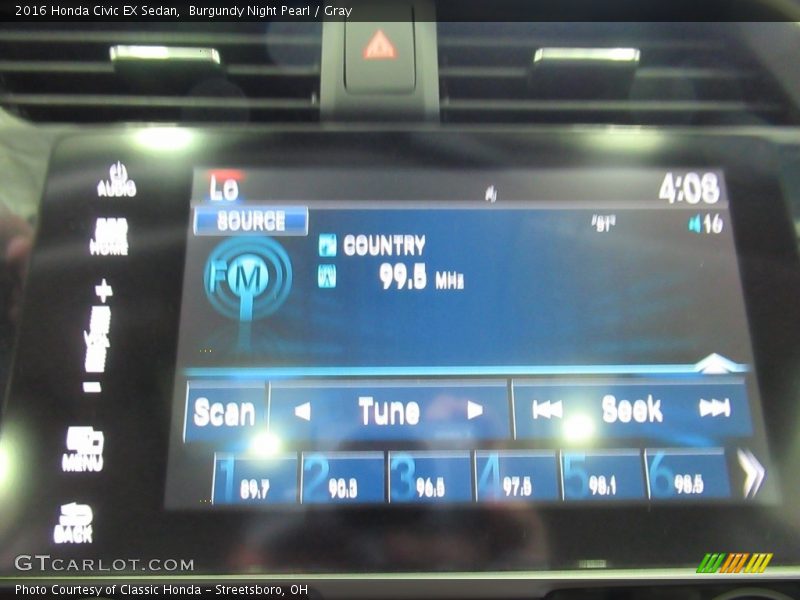 2016 Honda Civic EX Sedan, Burgundy Night Pearl / Gray
AUDIO
Lo
4:08
SOURCE
16
HOME
COUNTRY
FM
99.5 MHz
+
-
Scan
Tune
Seek
MENU
1 89.7
2 90.3
3 96.5
4 97.5
5 98.1
6 98.5
BACK
GTCARLOT.COM
Photo Courtesy of Classic Honda - Streetsboro, OH